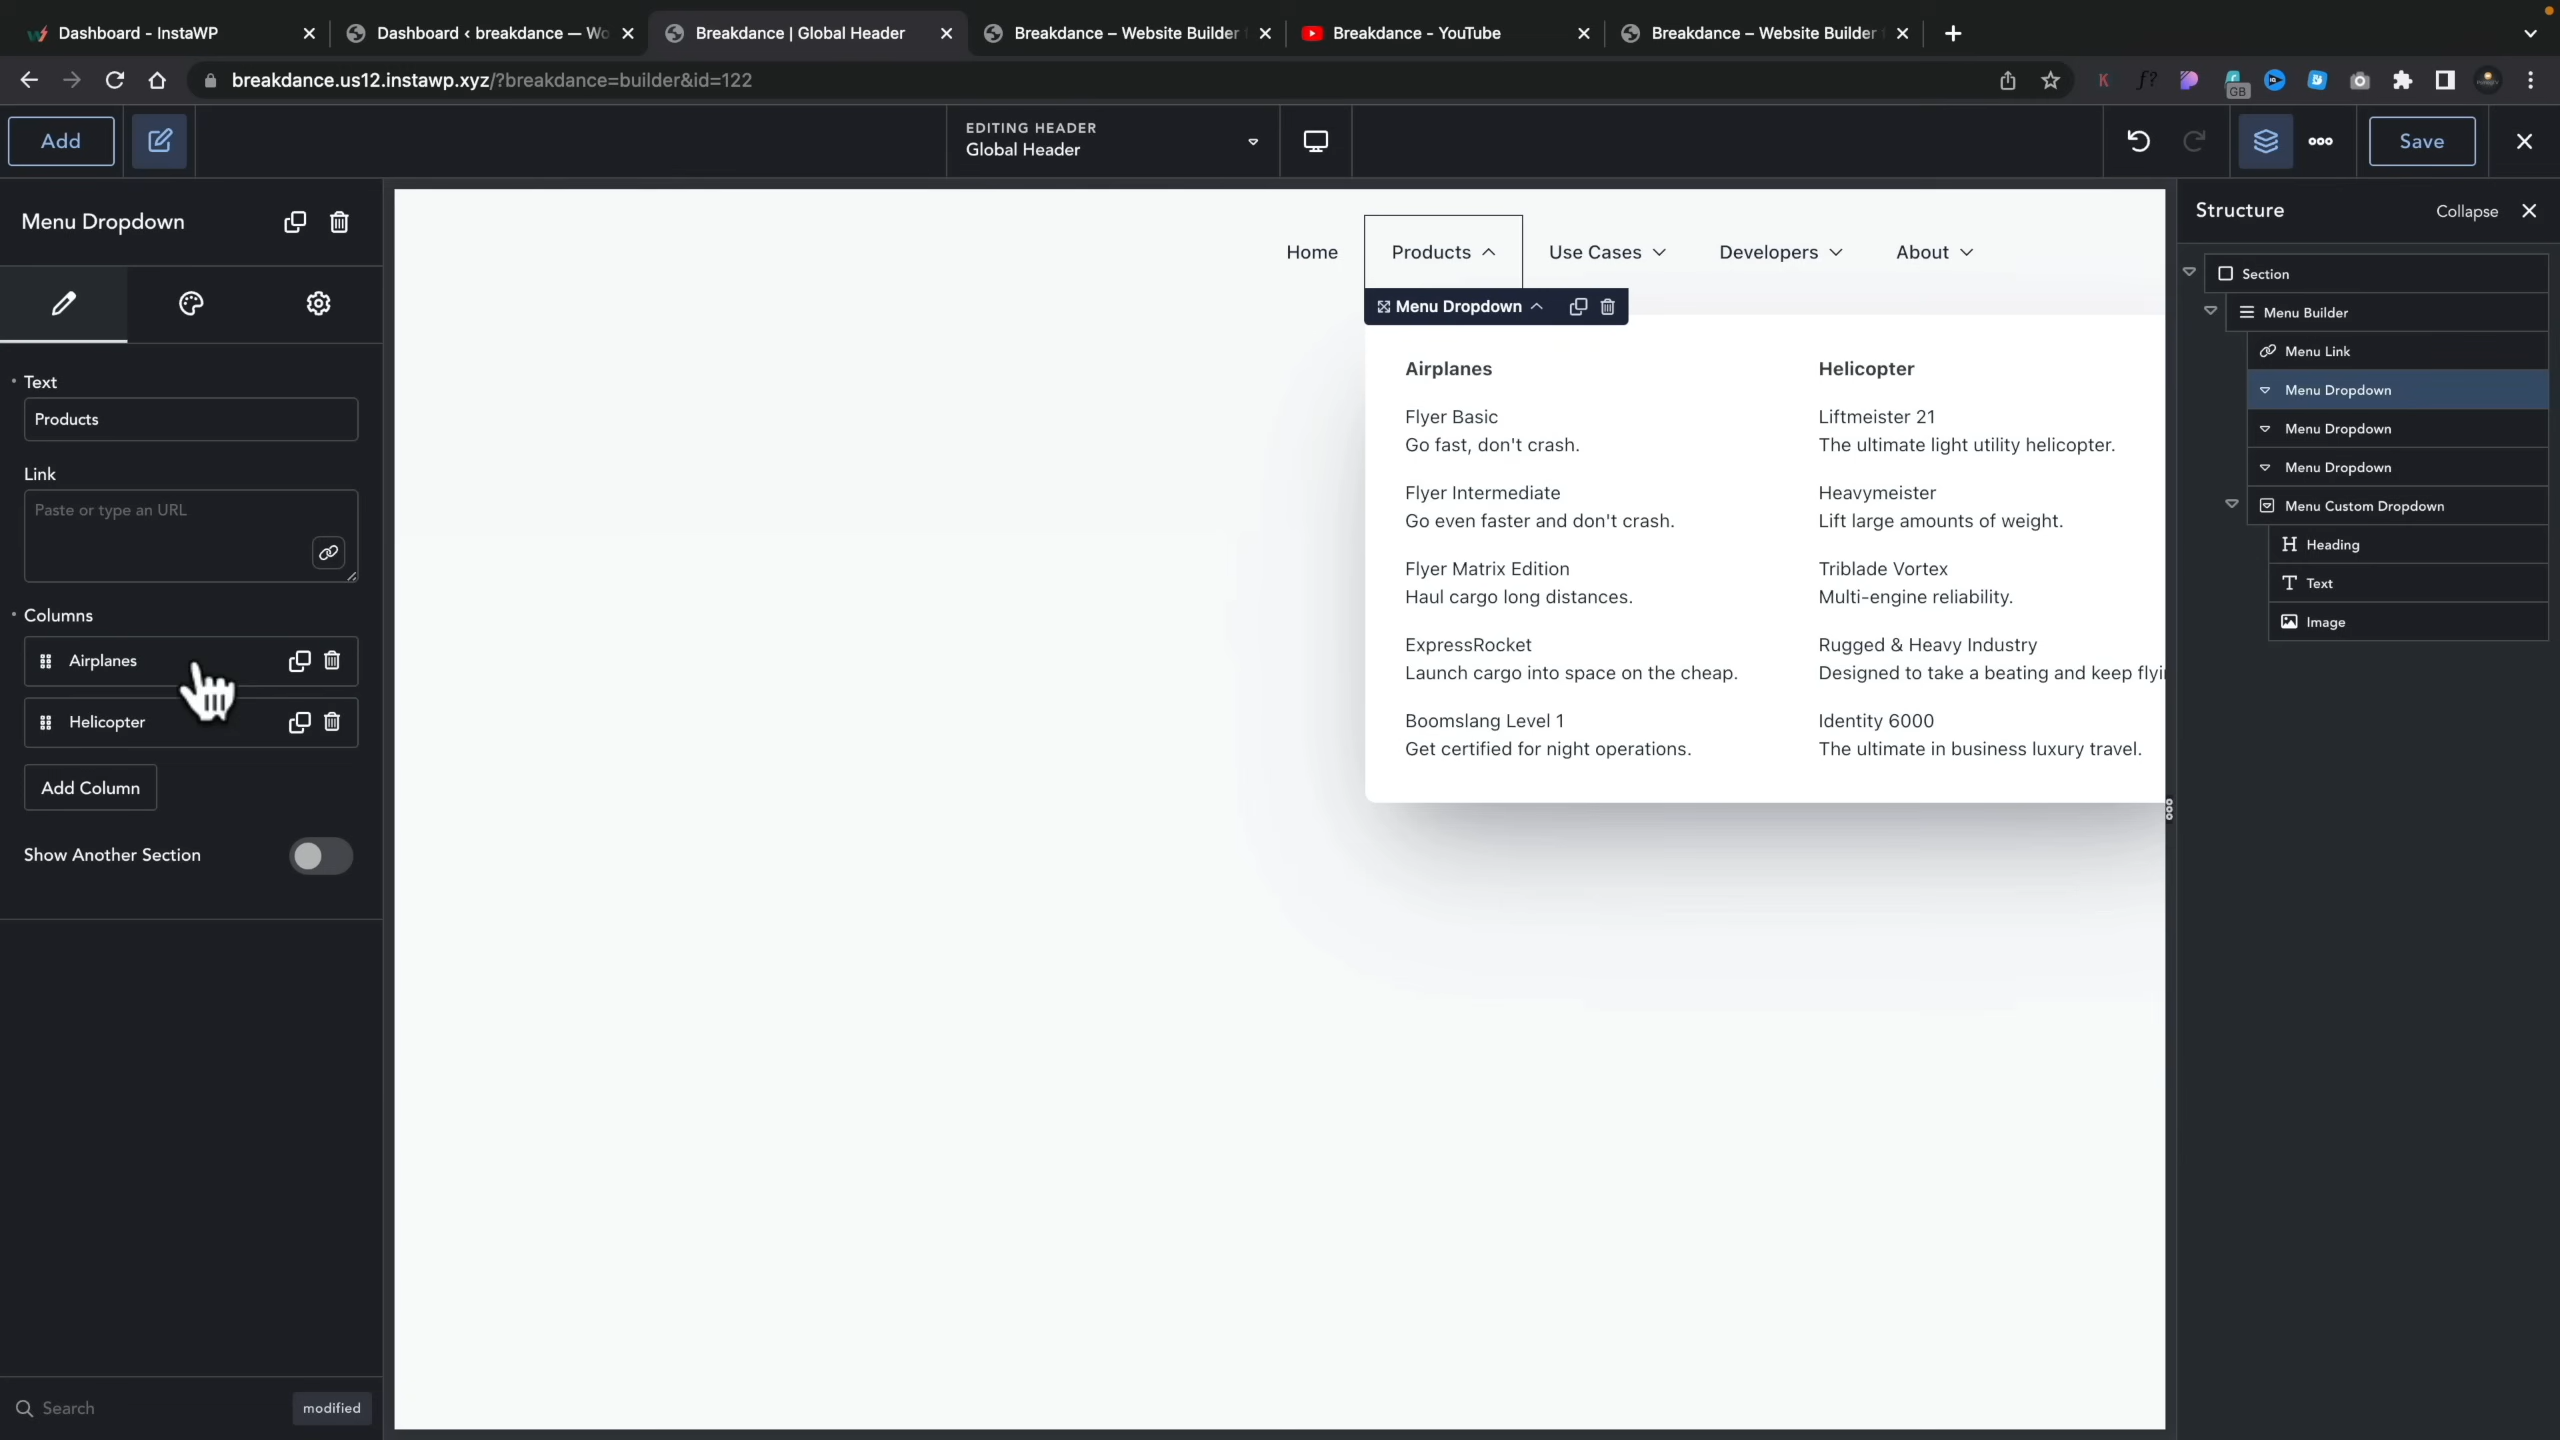 Dashboard - InstaWP
Dashboard ‹ breakdance — Wo
Breakdance | Global Header
Breakdance – Website Builder
Breakdance - YouTube
Breakdance – Website Builder
breakdance.us12.instawp.xyz/?breakdance=builder&id=122
K
f?
GB
Add
EDITING HEADER
Global Header
Save
Menu Dropdown
Text
Products
Link
Paste or type an URL
Columns
Airplanes
Helicopter
Add Column
Show Another Section
Search
modified
Home
Products
Use Cases
Developers
About
Menu Dropdown
Airplanes
Flyer Basic
Go fast, don't crash.
Flyer Intermediate
Go even faster and don't crash.
Flyer Matrix Edition
Haul cargo long distances.
ExpressRocket
Launch cargo into space on the cheap.
Boomslang Level 1
Get certified for night operations.
Helicopter
Liftmeister 21
The ultimate light utility helicopter.
Heavymeister
Lift large amounts of weight.
Triblade Vortex
Multi-engine reliability.
Rugged & Heavy Industry
Designed to take a beating and keep flyi
Identity 6000
The ultimate in business luxury travel.
Structure
Collapse
Section
Menu Builder
Menu Link
Menu Dropdown
Menu Dropdown
Menu Dropdown
Menu Custom Dropdown
H Heading
T Text
Image